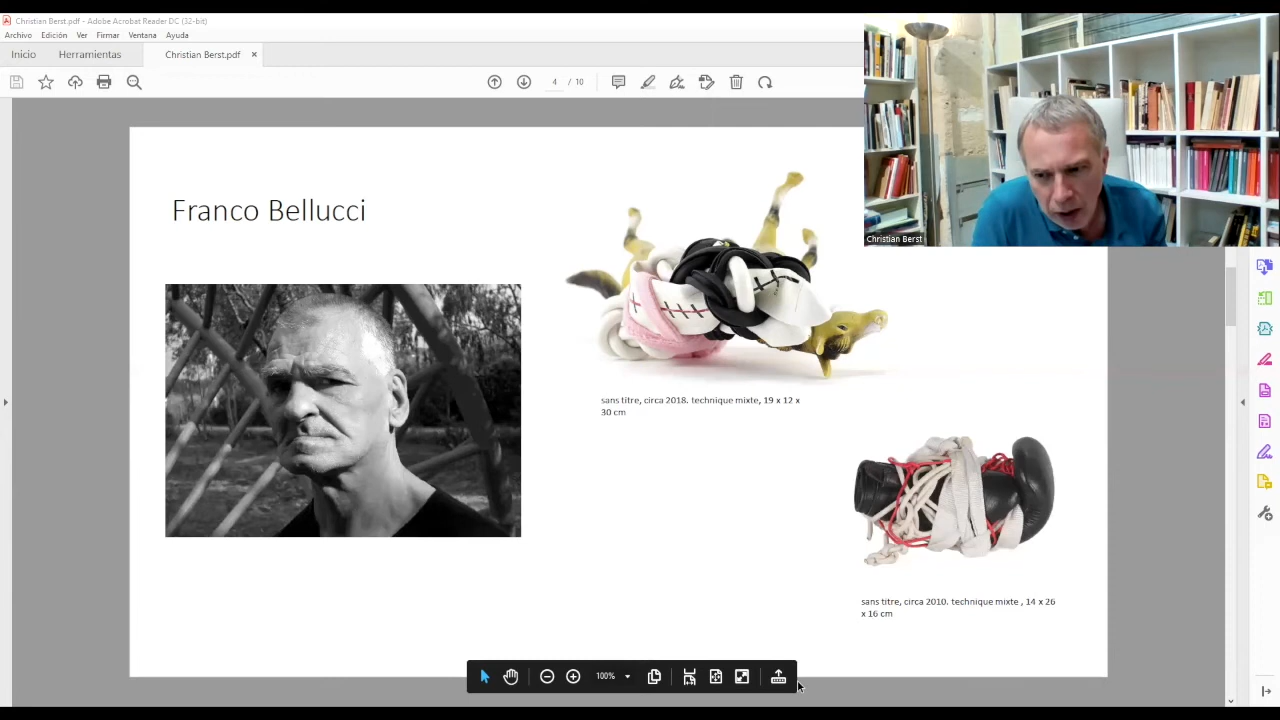 Christian Berst.pdf - Adobe Acrobat Reader DC (32-bit)
Archivo Edición Ver Firmar Ventana Ayuda
Inicio Herramientas Christian Berst.pdf ×
4 / 10
Christian Berst
Franco Bellucci
sans titre, circa 2018. technique mixte, 19 x 12 x
30 cm
sans titre, circa 2010. technique mixte , 14 x 26
x 16 cm
100%